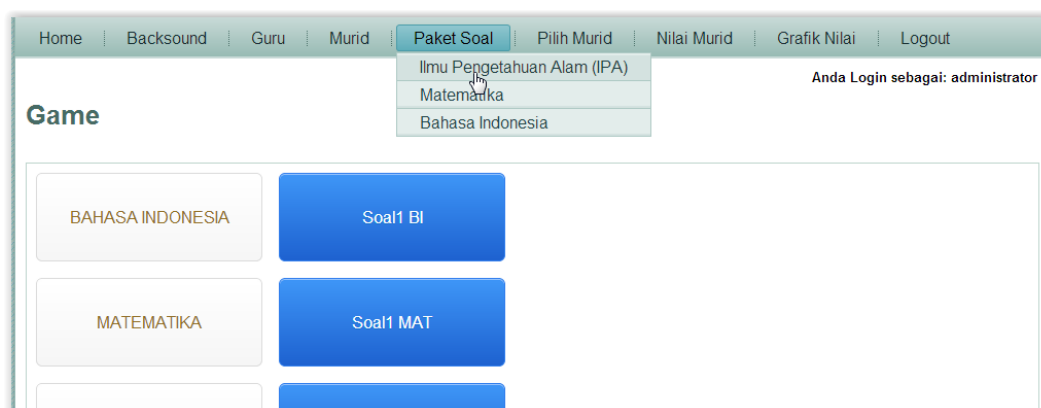 Home Backsound Guru Murid Paket Soal Pilih Murid Nilai Murid Grafik Nilai Logout
Ilmu Pengetahuan Alam (IPA)
Matematika
Bahasa Indonesia
Anda Login sebagai: administrator
Game
BAHASA INDONESIA Soal1 BI
MATEMATIKA Soal1 MAT